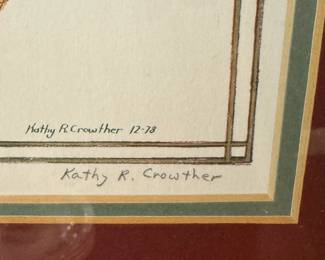 Kathy R. Crowther 12-78
Kathy R. Crowther